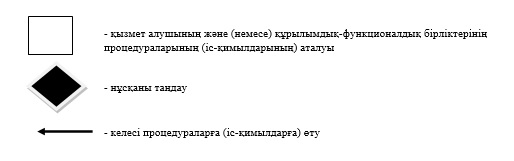 - қызмет алушының және (немесе) құрылымдық-функционалдық бірліктерінің
процедураларының (іс-қимылдарының) аталуы
- нұсқаны таңдау
- келесі процедураларға (іс-қимылдарға) өту